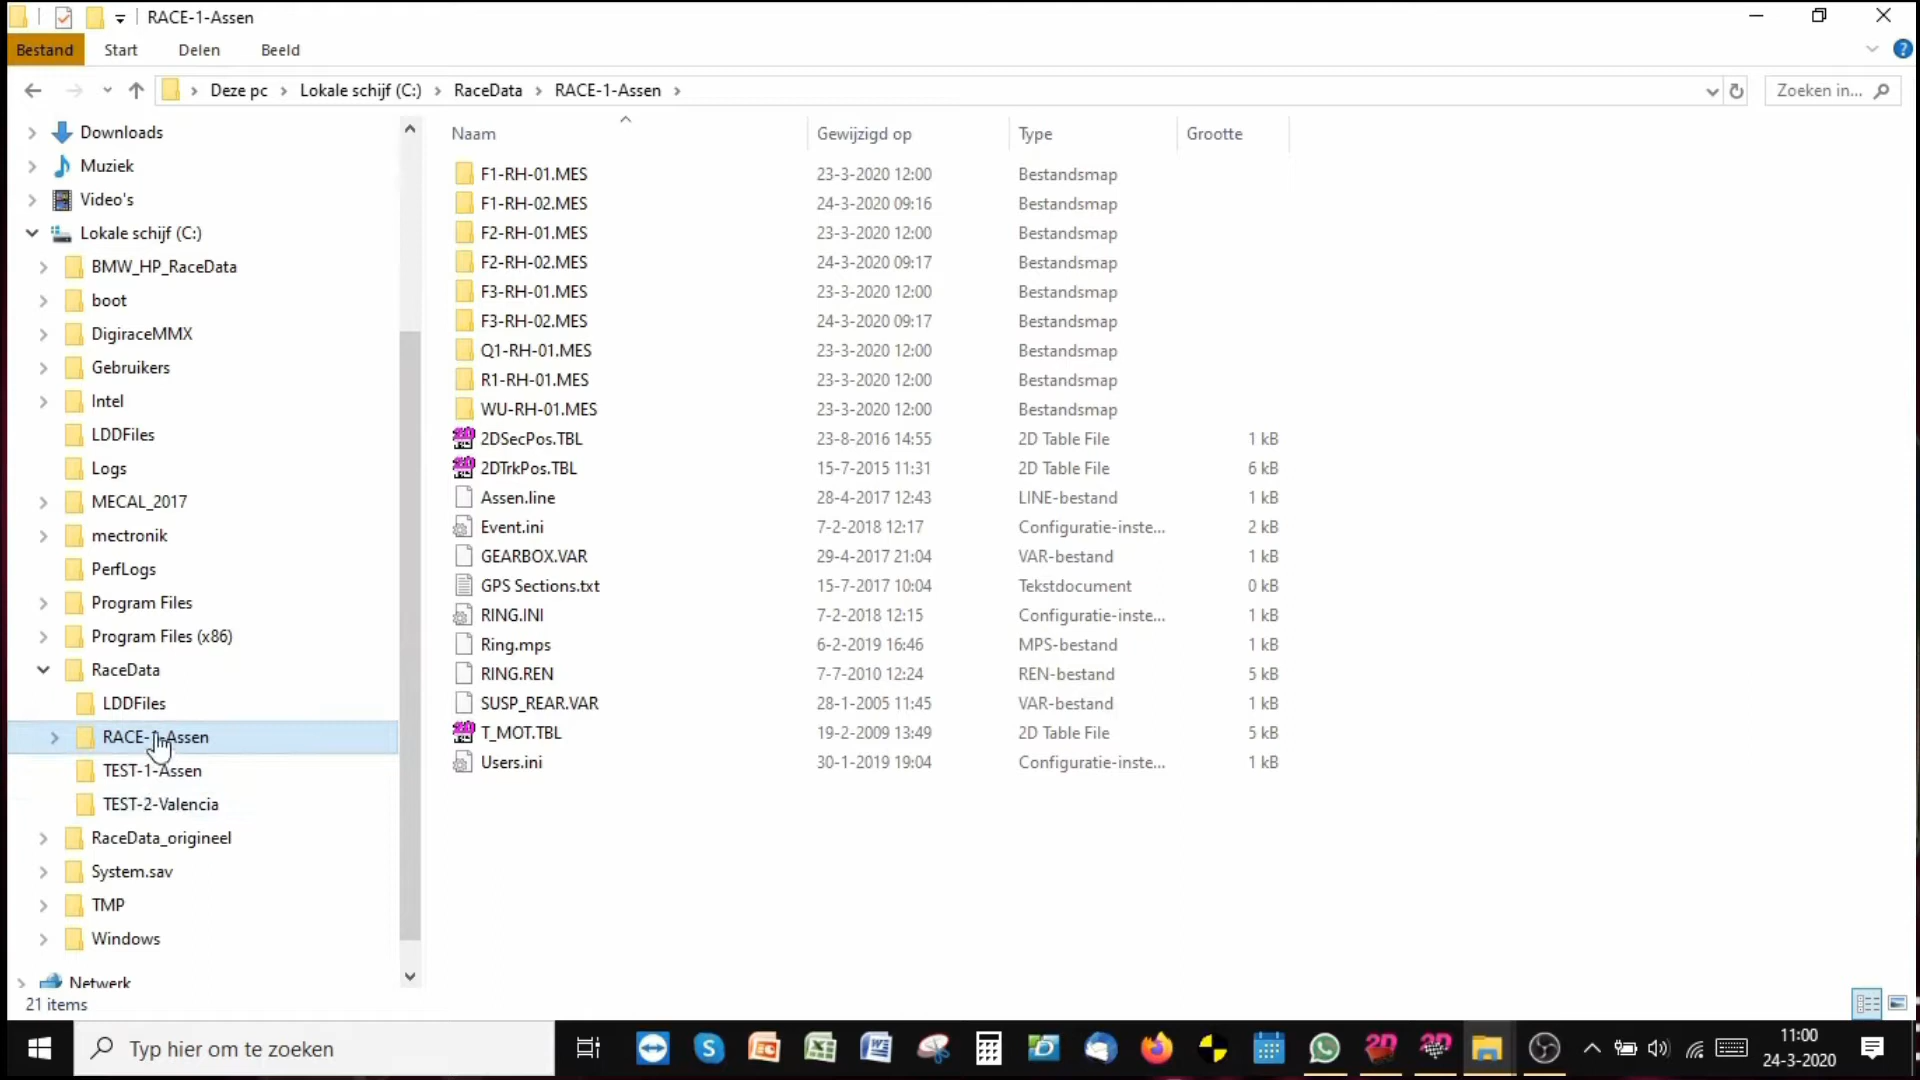 RACE-1-Assen
Bestand Start Delen Beeld
Deze pc Lokale schijf (C:) RaceData RACE-1-Assen Zoeken in...
Downloads
Muziek
Video's
Lokale schijf (C:)
BMW_HP_RaceData
boot
DigiraceMMX
Gebruikers
Intel
LDDFiles
Logs
MECAL_2017
mectronik
PerfLogs
Program Files
Program Files (x86)
RaceData
LDDFiles
RACE-1-Assen
TEST-1-Assen
TEST-2-Valencia
RaceData_origineel
System.sav
TMP
Windows
Netwerk
Naam Gewijzigd op Type Grootte
F1-RH-01.MES 23-3-2020 12:00 Bestandsmap
F1-RH-02.MES 24-3-2020 09:16 Bestandsmap
F2-RH-01.MES 23-3-2020 12:00 Bestandsmap
F2-RH-02.MES 24-3-2020 09:17 Bestandsmap
F3-RH-01.MES 23-3-2020 12:00 Bestandsmap
F3-RH-02.MES 24-3-2020 09:17 Bestandsmap
Q1-RH-01.MES 23-3-2020 12:00 Bestandsmap
R1-RH-01.MES 23-3-2020 12:00 Bestandsmap
WU-RH-01.MES 23-3-2020 12:00 Bestandsmap
2DSecPos.TBL 23-8-2016 14:55 2D Table File 1 kB
2DTrkPos.TBL 15-7-2015 11:31 2D Table File 6 kB
Assen.line 28-4-2017 12:43 LINE-bestand 1 kB
Event.ini 7-2-2018 12:17 Configuratie-inste... 2 kB
GEARBOX.VAR 29-4-2017 21:04 VAR-bestand 1 kB
GPS Sections.txt 15-7-2017 10:04 Tekstdocument 0 kB
RING.INI 7-2-2018 12:15 Configuratie-inste... 1 kB
Ring.mps 6-2-2019 16:46 MPS-bestand 1 kB
RING.REN 7-7-2010 12:24 REN-bestand 5 kB
SUSP_REAR.VAR 28-1-2005 11:45 VAR-bestand 1 kB
T_MOT.TBL 19-2-2009 13:49 2D Table File 5 kB
Users.ini 30-1-2019 19:04 Configuratie-inste... 1 kB
21 items
Typ hier om te zoeken
11:00
24-3-2020